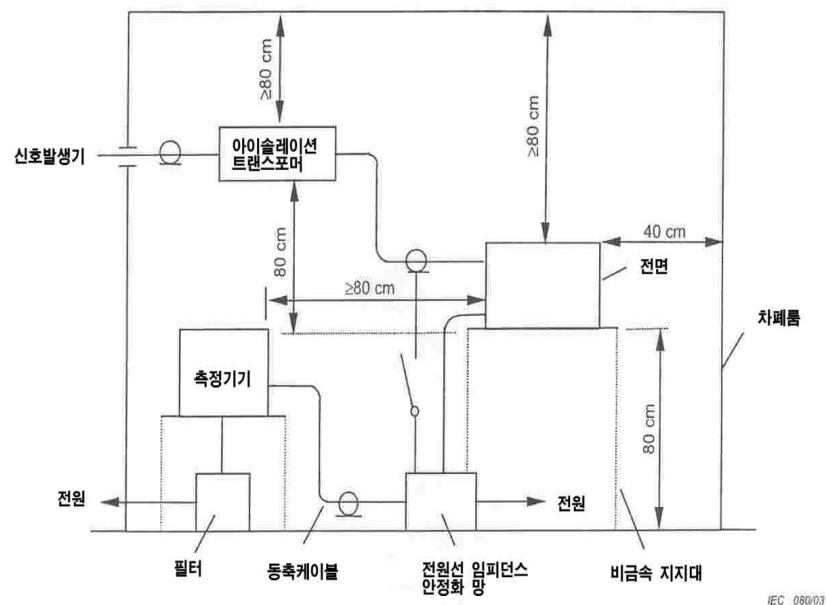 ≥80 cm
≥80 cm
아이솔레이션
트랜스포머
신호발생기
40 cm
전면
80 cm
≥80 cm
차폐룸
측정기기
80 cm
전원
전원
필터
동축케이블
전원선 임피던스
안정화 망
비금속 지지대
IEC 080/03